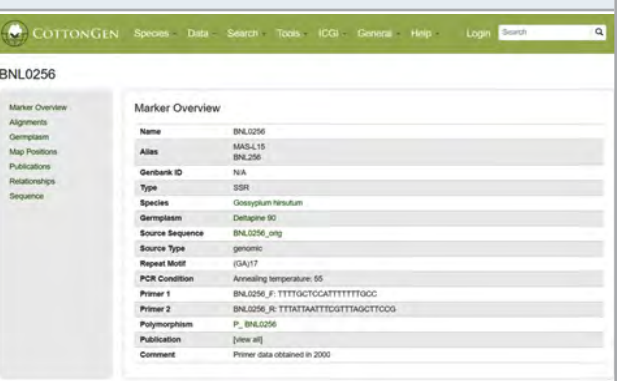 COTTONGEN Species Data Search Tools ICGI General Help Login Search
BNL0256
Marker Overview
Alignments
Germplasm
Map Positions
Publications
Relationships
Sequence
Marker Overview
Name BNL0256
Alias MAS-L15
BNL256
Genbank ID N/A
Type SSR
Species Gossypium hirsutum
Germplasm Deltapine 90
Source Sequence BNL0256_orig
Source Type genomic
Repeat Motif (GA)17
PCR Condition Annealing temperature: 55
Primer 1 BNL0256_F: TTTTGCTCCATTTTTTTGCC
Primer 2 BNL0256_R: TTTATTAATTTCGTTTAGCTTCCG
Polymorphism P_ BNL0256
Publication [view all]
Comment Primer data obtained in 2000